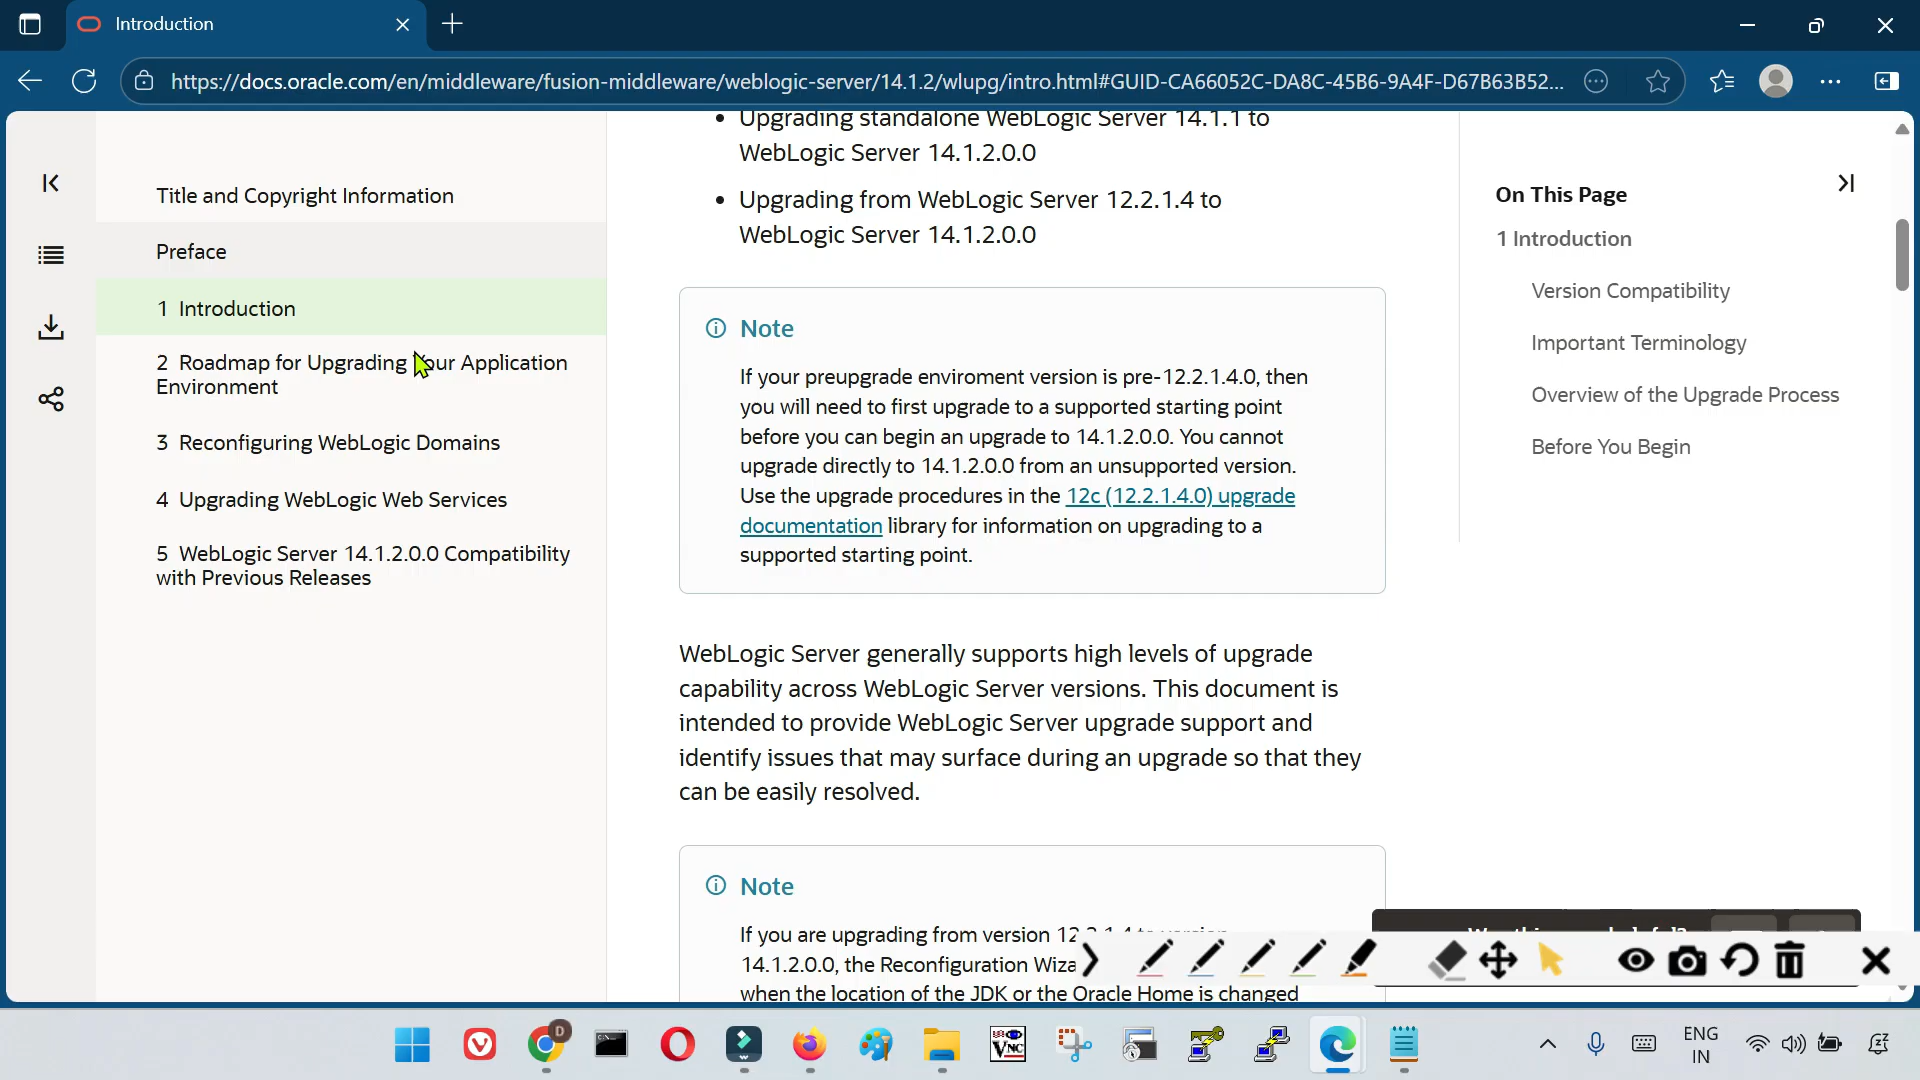 Introduction
https://docs.oracle.com/en/middleware/fusion-middleware/weblogic-server/14.1.2/wlupg/intro.html#GUID-CA66052C-DA8C-45B6-9A4F-D67B63B52...
Title and Copyright Information
Preface
1 Introduction
2 Roadmap for Upgrading Your Application
Environment
3 Reconfiguring WebLogic Domains
4 Upgrading WebLogic Web Services
5 WebLogic Server 14.1.2.0.0 Compatibility
with Previous Releases
• Upgrading standalone WebLogic Server 14.1.1 to
WebLogic Server 14.1.2.0.0
• Upgrading from WebLogic Server 12.2.1.4 to
WebLogic Server 14.1.2.0.0
Note
If your preupgrade enviroment version is pre-12.2.1.4.0, then
you will need to first upgrade to a supported starting point
before you can begin an upgrade to 14.1.2.0.0. You cannot
upgrade directly to 14.1.2.0.0 from an unsupported version.
Use the upgrade procedures in the 12c (12.2.1.4.0) upgrade
documentation library for information on upgrading to a
supported starting point.
WebLogic Server generally supports high levels of upgrade
capability across WebLogic Server versions. This document is
intended to provide WebLogic Server upgrade support and
identify issues that may surface during an upgrade so that they
can be easily resolved.
Note
If you are upgrading from version 12.2.1.4 to version
14.1.2.0.0, the Reconfiguration Wiza
when the location of the JDK or the Oracle Home is changed
On This Page
1 Introduction
Version Compatibility
Important Terminology
Overview of the Upgrade Process
Before You Begin
D
VNC
ENG
IN